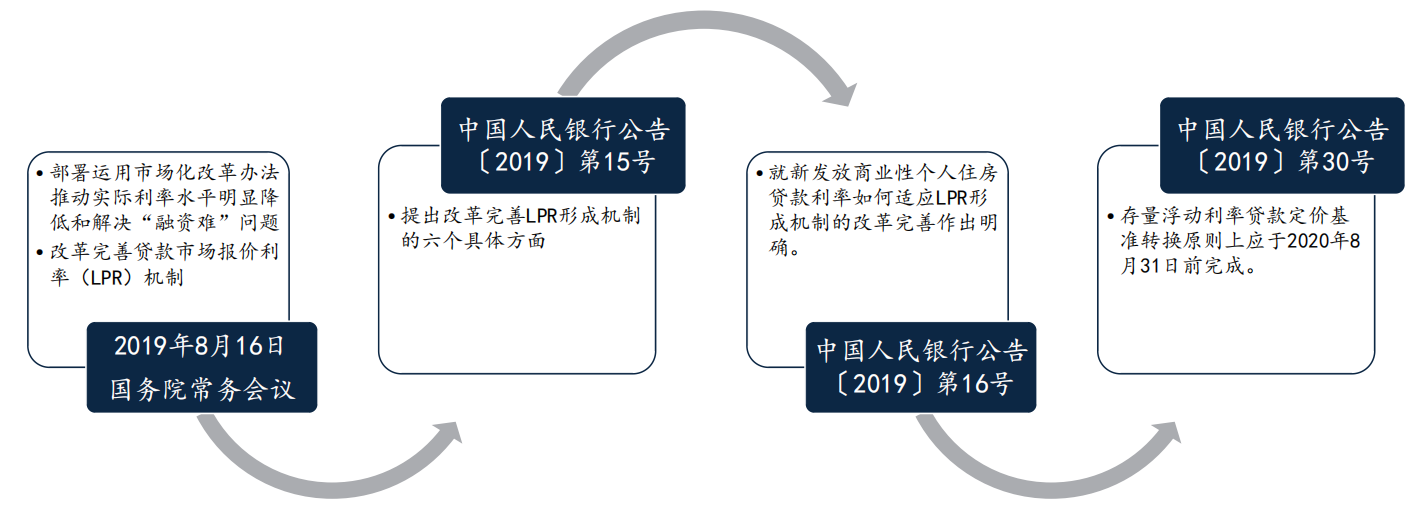 • 部署运用市场化改革办法
推动实际利率水平明显降
低和解决“融资难”问题
• 改革完善贷款市场报价利
率（LPR）机制
2019年8月16日
国务院常务会议
中国人民银行公告
〔2019〕第15号
• 提出改革完善LPR形成机制
的六个具体方面
• 就新发放商业性个人住房
贷款利率如何适应LPR形
成机制的改革完善作出明
确。
中国人民银行公告
〔2019〕第16号
中国人民银行公告
〔2019〕第30号
• 存量浮动利率贷款定价基
准转换原则上应于2020年8
月31日前完成。